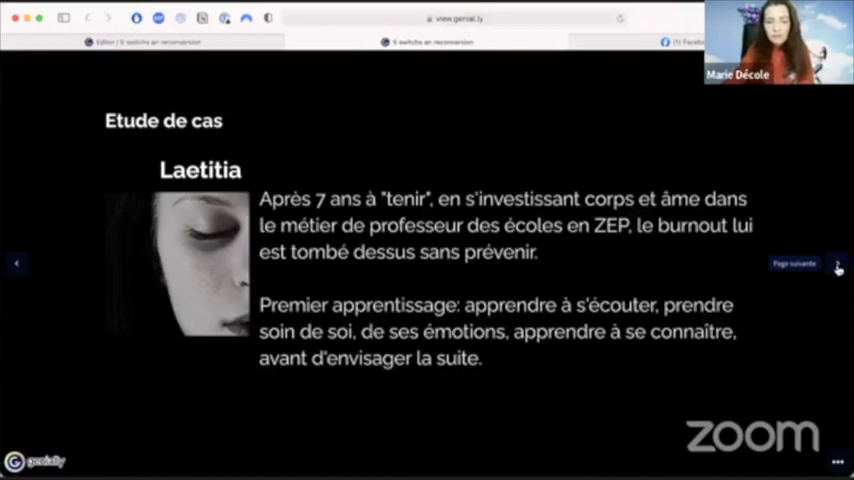 view.genial.ly
Editor | 5 switchs en reconversion
5 switchs en reconversion
Marie Décole
Etude de cas
Laetitia
Après 7 ans à "tenir", en s'investissant corps et âme dans
le métier de professeur des écoles en ZEP, le burnout lui
est tombé dessus sans prévenir.
Page suivante
Premier apprentissage: apprendre à s'écouter, prendre
soin de soi, de ses émotions, apprendre à se connaître,
avant d'envisager la suite.
zoom
genially